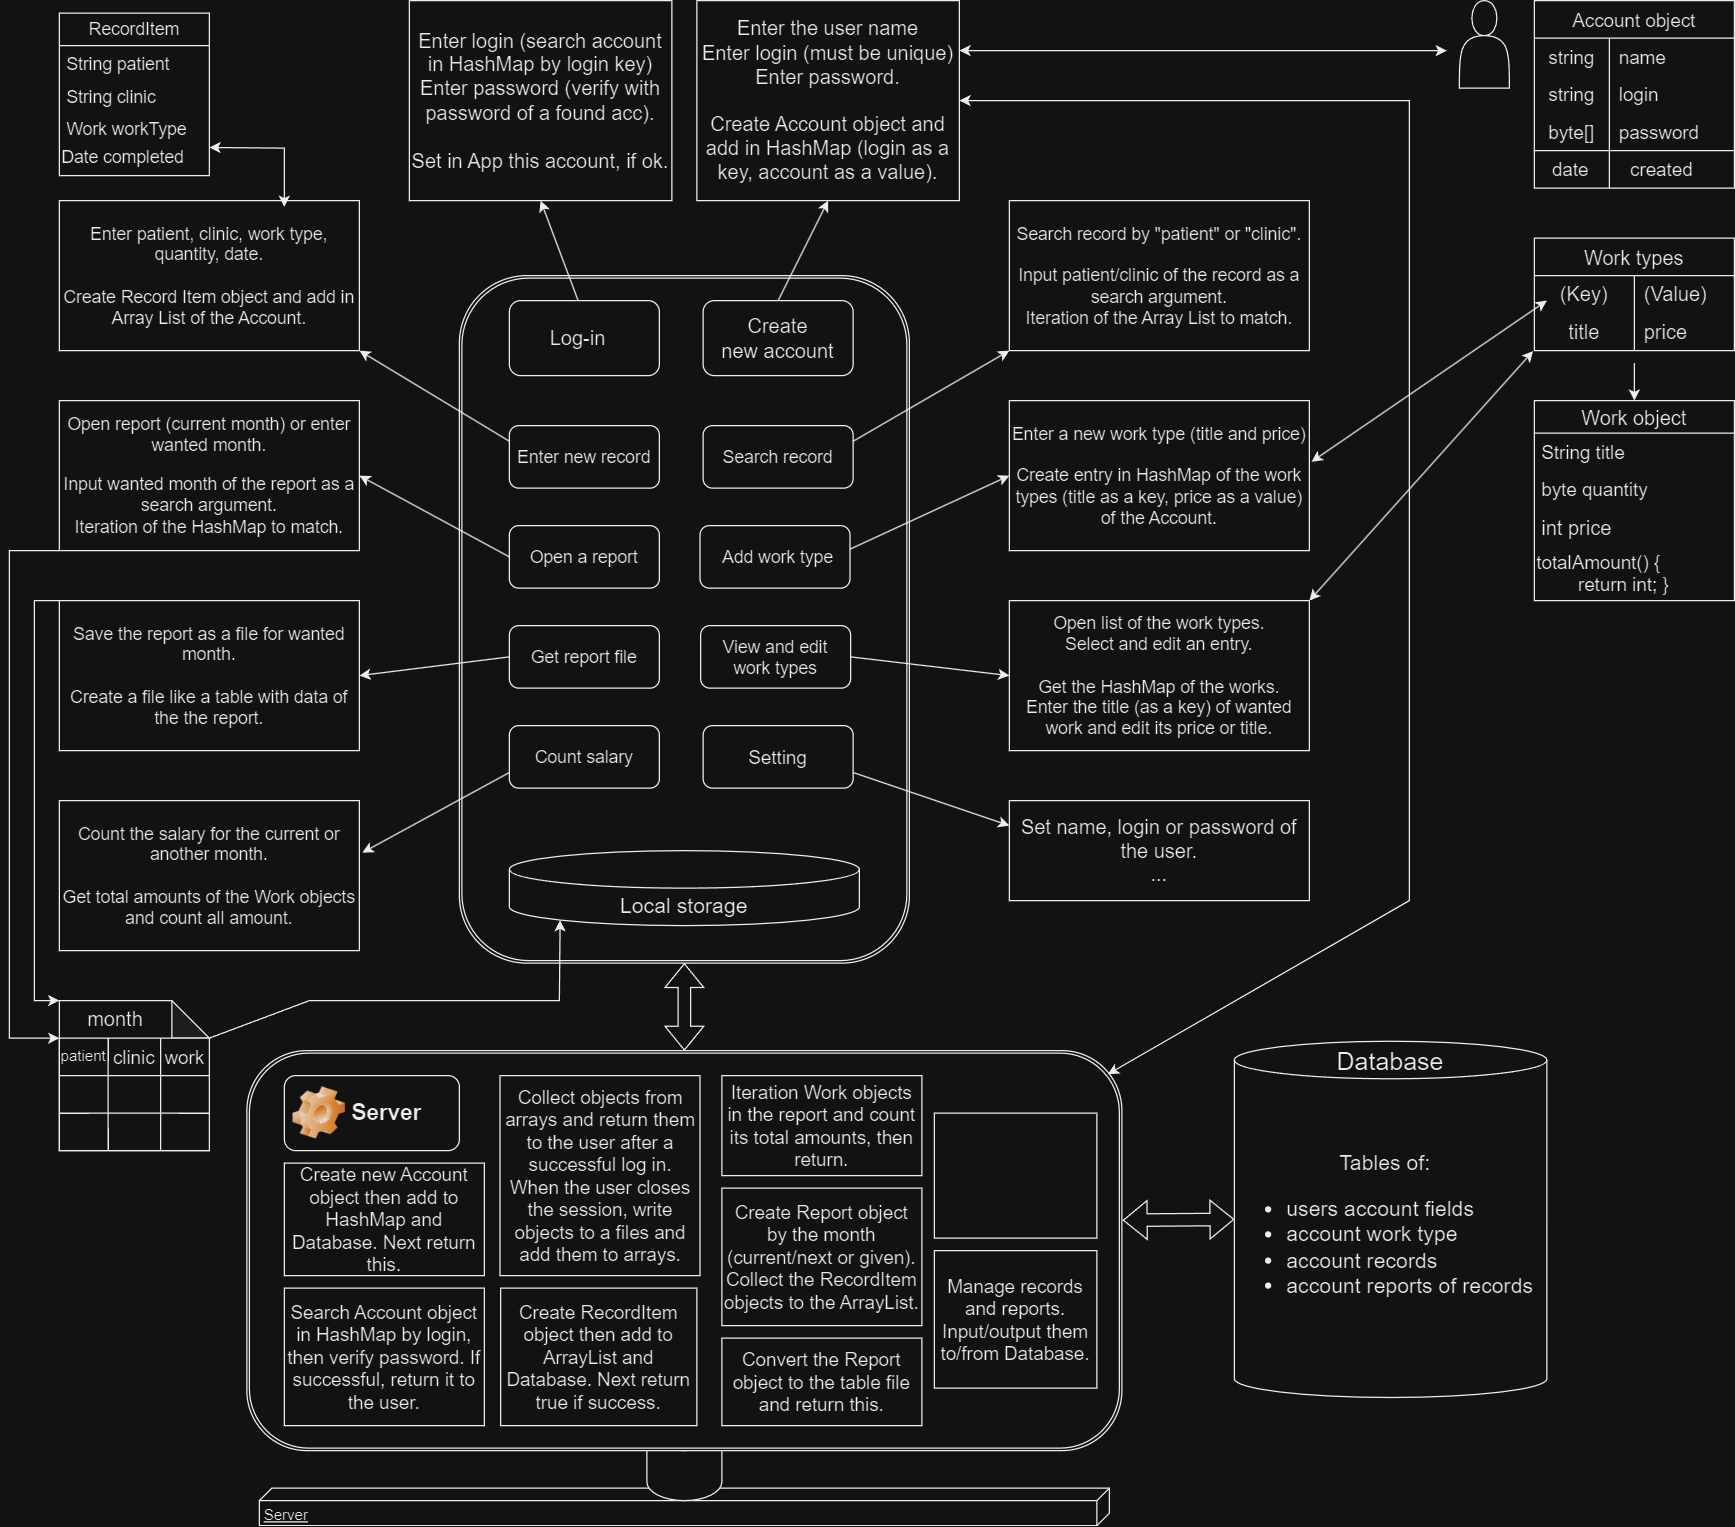 RecordItem
String patient
String clinic
Work workType
Date completed
Enter login (search account
in HashMap by login key)
Enter password (verify with
password of a found acc).
Set in App this account, if ok.
Enter the user name
Enter login (must be unique)
Enter password.
Create Account object and
add in HashMap (login as a
key, account as a value).
Account object
string name
string login
byte[] password
date created
Enter patient, clinic, work type,
quantity, date.
Create Record Item object and add in
Array List of the Account.
Search record by "patient" or "clinic".
Input patient/clinic of the record as a
search argument.
Iteration of the Array List to match.
Work types
(Key) (Value)
title price
Log-in
Create
new account
Open report (current month) or enter
wanted month.
Input wanted month of the report as a
search argument.
Iteration of the HashMap to match.
Enter new record
Search record
Enter a new work type (title and price)
Create entry in HashMap of the work
types (title as a key, price as a value)
of the Account.
Work object
String title
byte quantity
int price
totalAmount() {
return int; }
Open a report
Add work type
Save the report as a file for wanted
month.
Create a file like a table with data of
the the report.
Get report file
View and edit
work types
Open list of the work types.
Select and edit an entry.
Get the HashMap of the works.
Enter the title (as a key) of wanted
work and edit its price or title.
Count salary
Setting
Count the salary for the current or
another month.
Get total amounts of the Work objects
and count all amount.
Set name, login or password of
the user.
...
Local storage
month
patient clinic work
Server
Create new Account
object then add to
HashMap and
Database. Next return
this.
Search Account object
in HashMap by login,
then verify password. If
successful, return it to
the user.
Collect objects from
arrays and return them
to the user after a
successful log in.
When the user closes
the session, write
objects to a files and
add them to arrays.
Create RecordItem
object then add to
ArrayList and
Database. Next return
true if success.
Iteration Work objects
in the report and count
its total amounts, then
return.
Create Report object
by the month
(current/next or given).
Collect the RecordItem
objects to the ArrayList.
Convert the Report
object to the table file
and return this.
Manage records
and reports.
Input/output them
to/from Database.
Database
Tables of:
• users account fields
• account work type
• account records
• account reports of records
Server